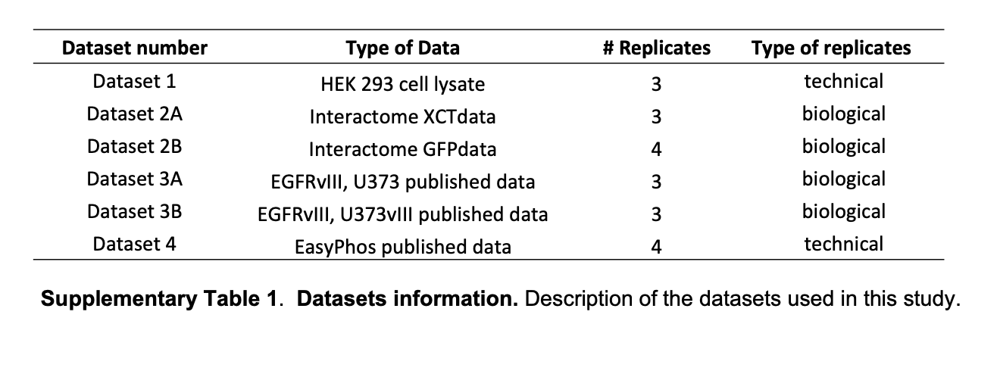 Dataset number Type of Data # Replicates Type of replicates
Dataset 1 HEK 293 cell lysate 3 technical
Dataset 2A Interactome XCTdata 3 biological
Dataset 2B Interactome GFPdata 4 biological
Dataset 3A EGFRvIII, U373 published data 3 biological
Dataset 3B EGFRvIII, U373vIII published data 3 biological
Dataset 4 EasyPhos published data 4 technical
Supplementary Table 1. Datasets information. Description of the datasets used in this study.